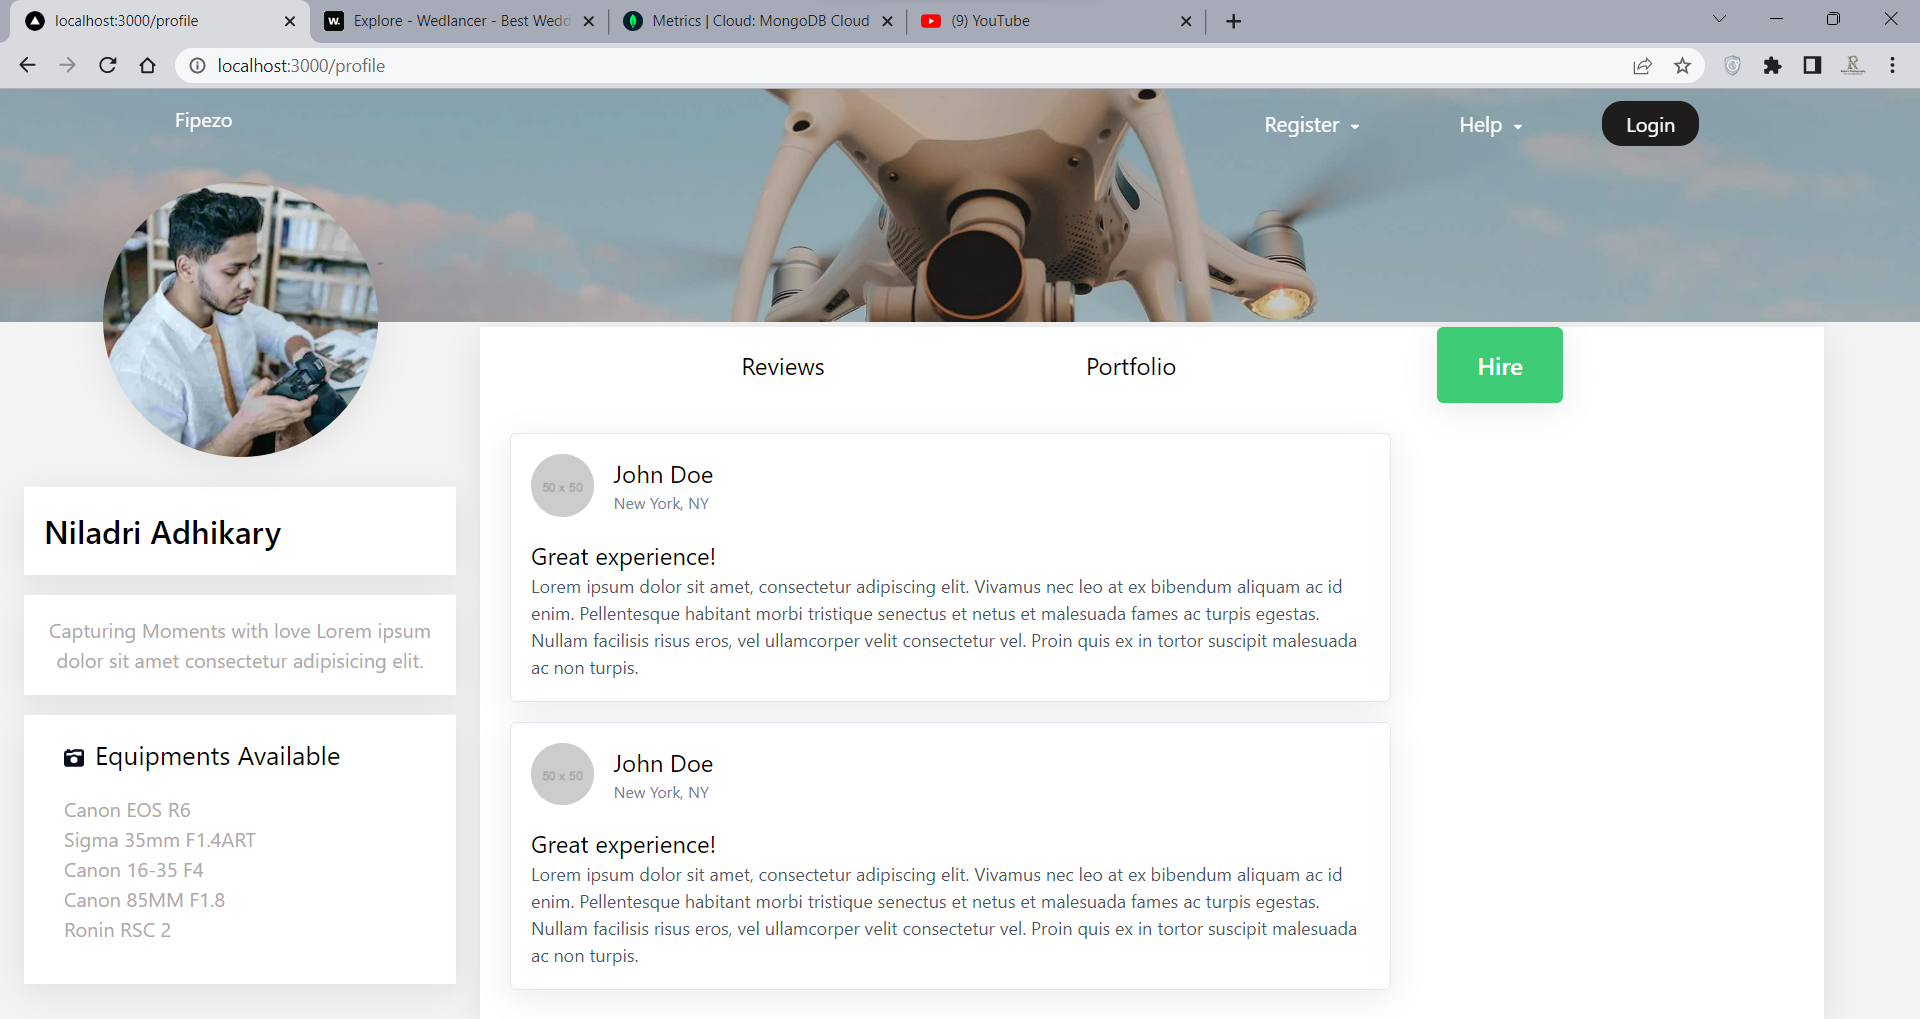 localhost:3000/profile
Explore - Wedlancer - Best Wedd
Metrics | Cloud: MongoDB Cloud
(9) YouTube
localhost:3000/profile
Fipezo
Register
Help
Login
Reviews
Portfolio
Hire
Niladri Adhikary
Capturing Moments with love Lorem ipsum
dolor sit amet consectetur adipisicing elit.
Equipments Available
Canon EOS R6
Sigma 35mm F1.4ART
Canon 16-35 F4
Canon 85MM F1.8
Ronin RSC 2
50 x 50
John Doe
New York, NY
Great experience!
Lorem ipsum dolor sit amet, consectetur adipiscing elit. Vivamus nec leo at ex bibendum aliquam ac id
enim. Pellentesque habitant morbi tristique senectus et netus et malesuada fames ac turpis egestas.
Nullam facilisis risus eros, vel ullamcorper velit consectetur vel. Proin quis ex in tortor suscipit malesuada
ac non turpis.
50 x 50
John Doe
New York, NY
Great experience!
Lorem ipsum dolor sit amet, consectetur adipiscing elit. Vivamus nec leo at ex bibendum aliquam ac id
enim. Pellentesque habitant morbi tristique senectus et netus et malesuada fames ac turpis egestas.
Nullam facilisis risus eros, vel ullamcorper velit consectetur vel. Proin quis ex in tortor suscipit malesuada
ac non turpis.